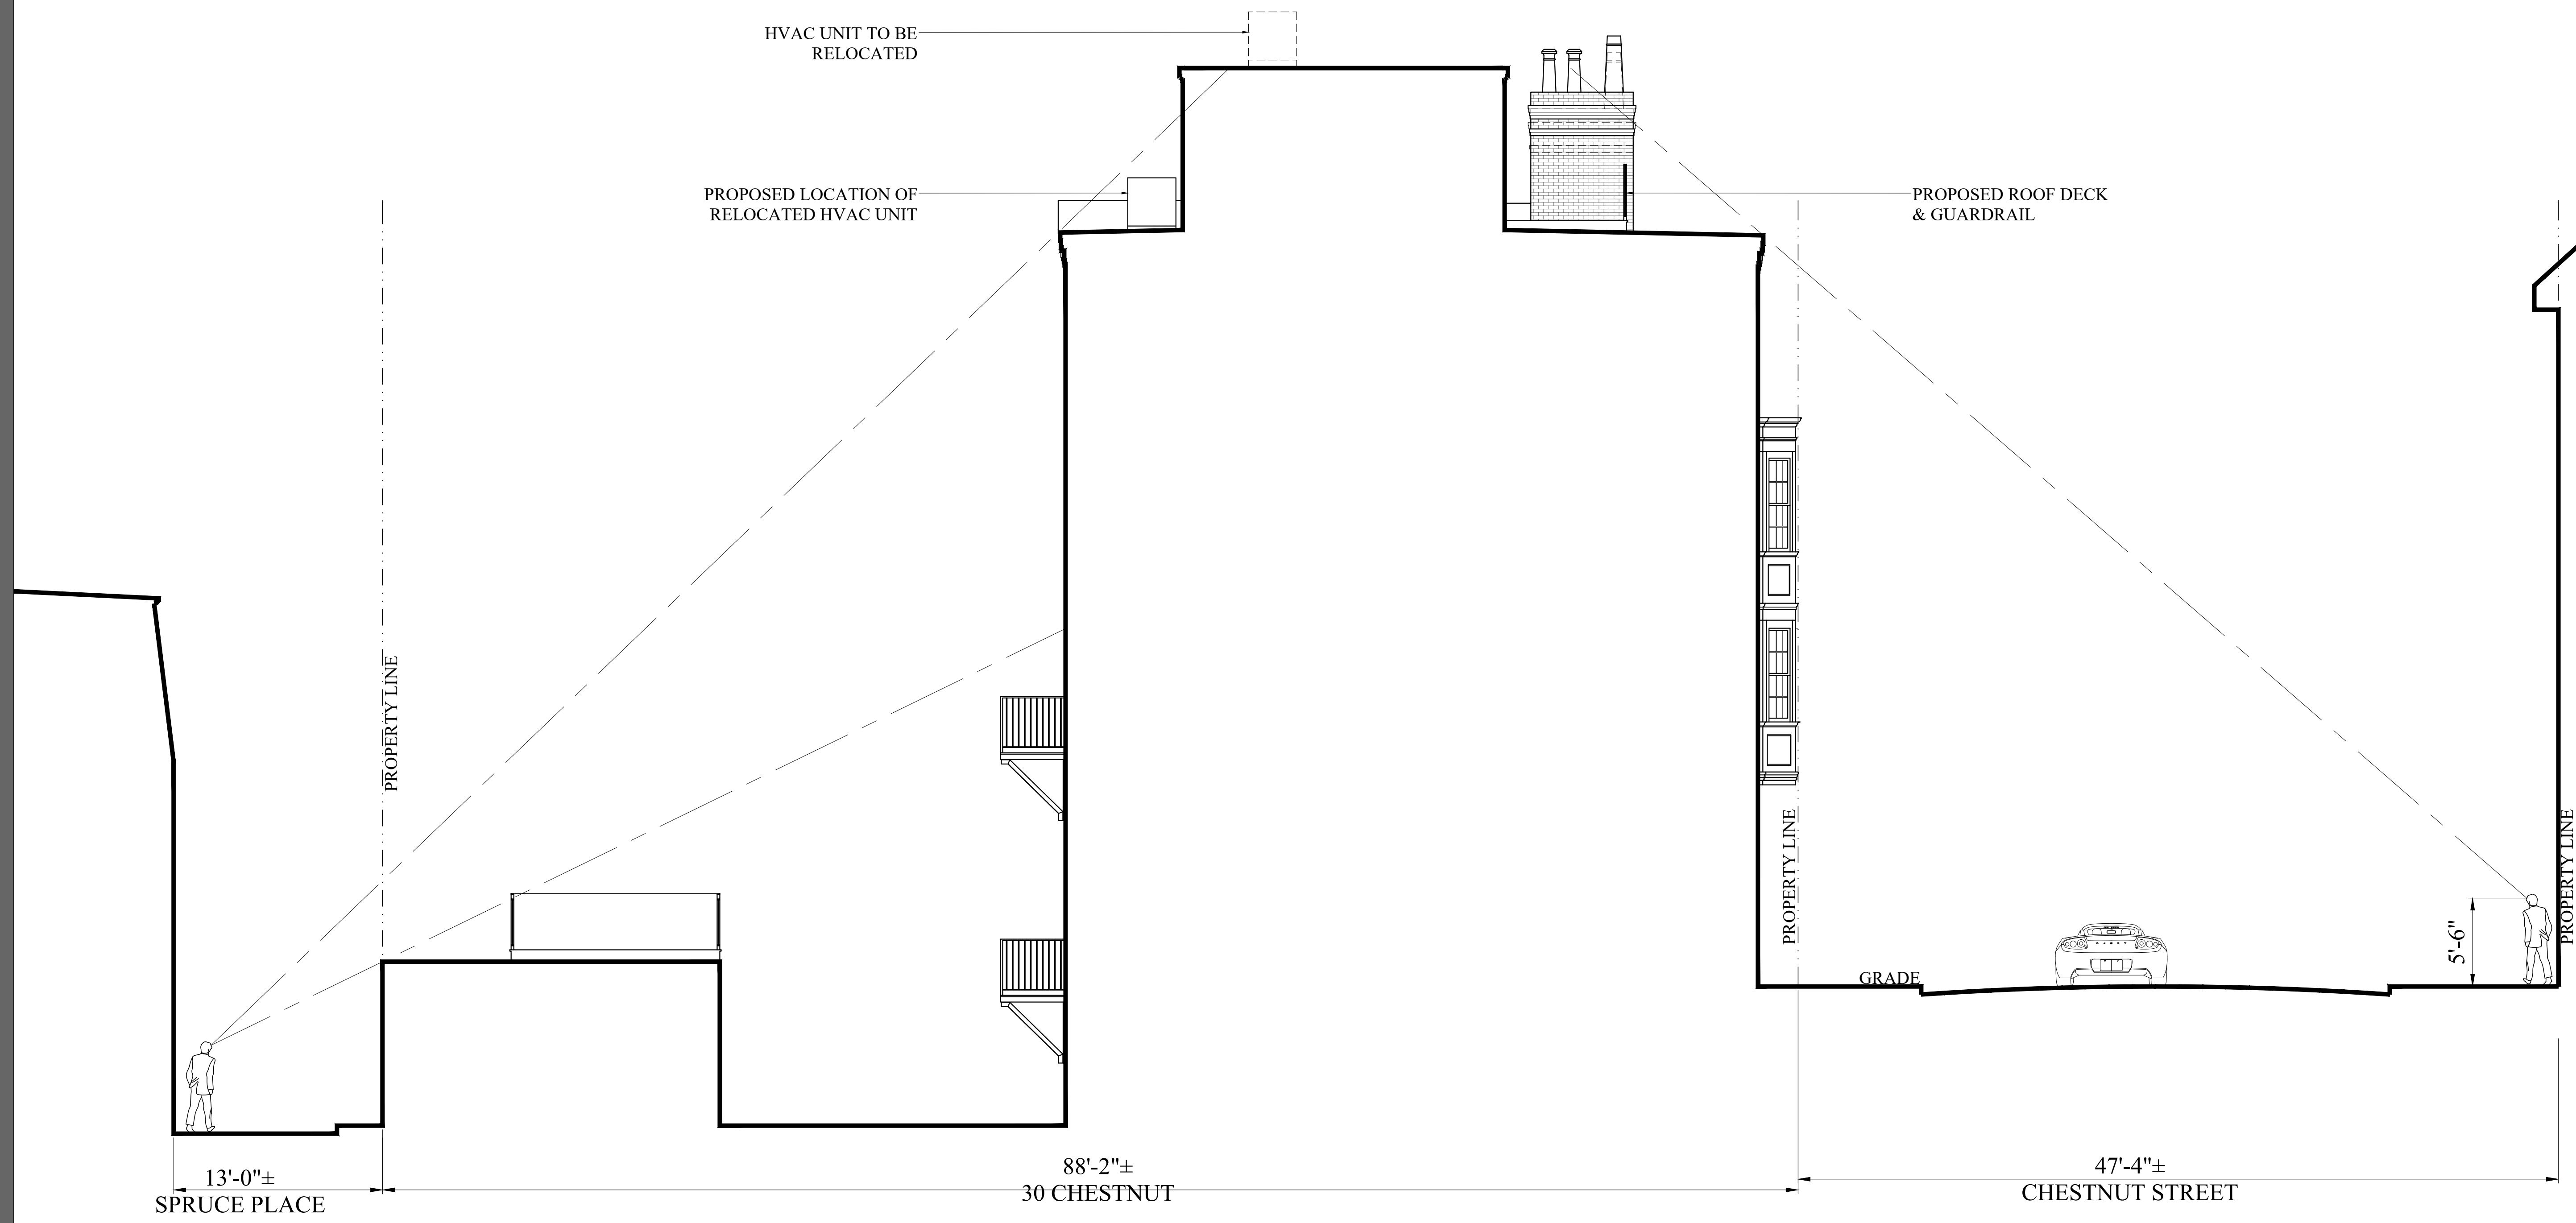 HVAC UNIT TO BE
RELOCATED
PROPOSED LOCATION OF
RELOCATED HVAC UNIT
PROPOSED ROOF DECK
& GUARDRAIL
PROPERTY LINE
PROPERTY LINE
PROPERTY LINE
GRADE
5'-6"
13'-0"±
SPRUCE PLACE
88'-2"±
30 CHESTNUT
47'-4"±
CHESTNUT STREET